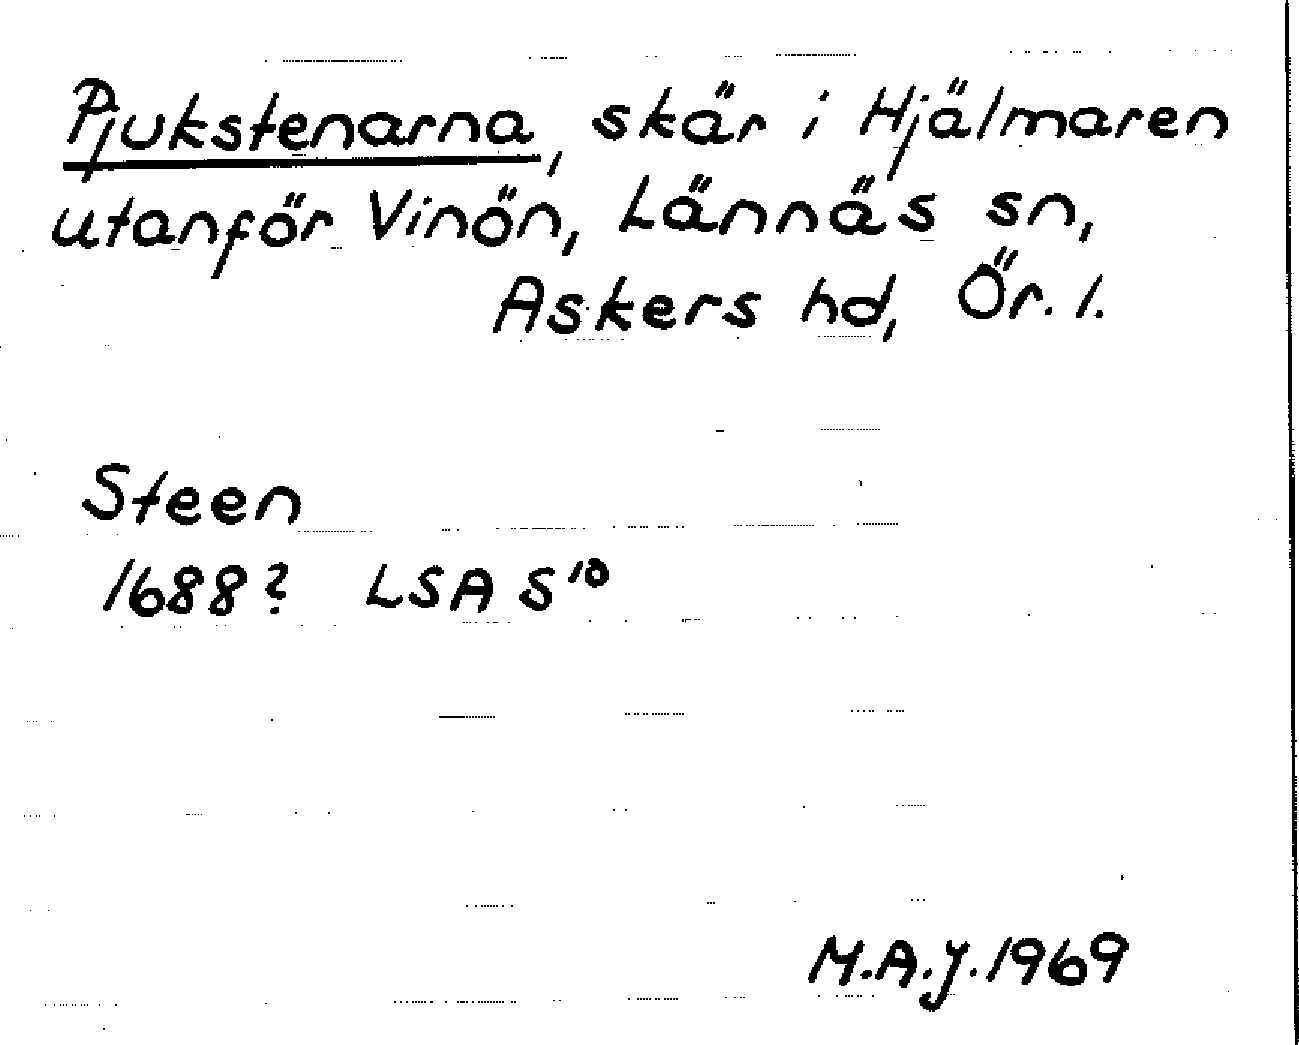 Pjukstenarna, skär i Hjälmaren
utanför Vinön, Lännäs sn,
Askers hd, Ör. l.
Steen
1688? LSA S¹⁰
M.A.J. 1969